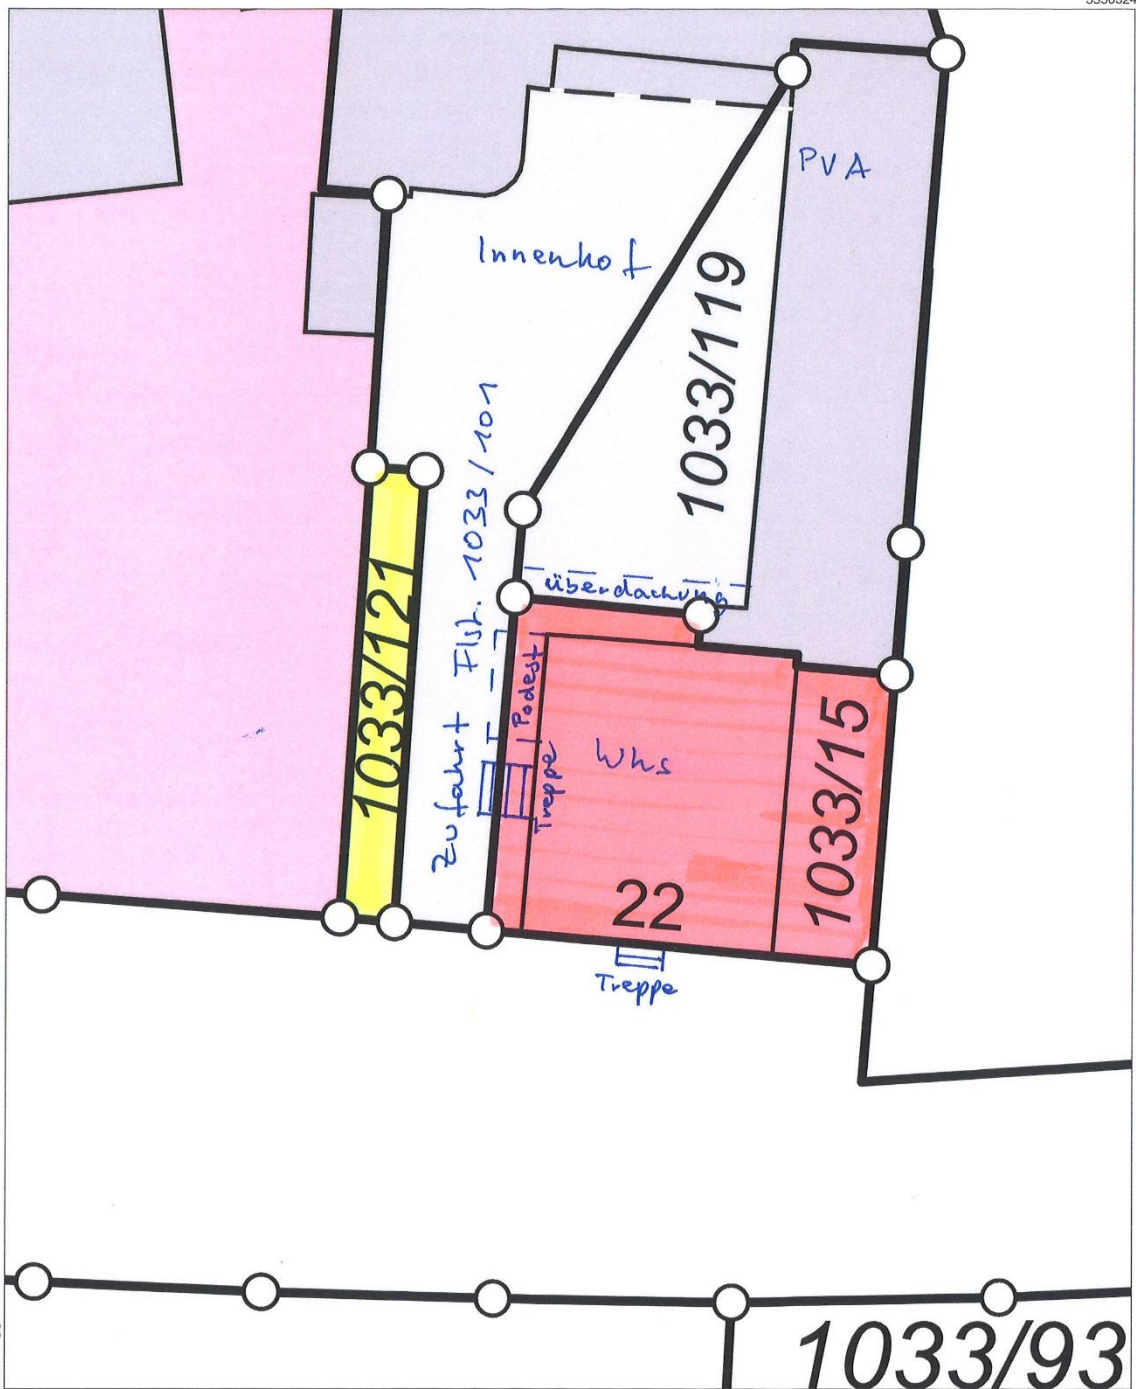 PVA
Innenhof
1033/119
Zufahrt Flst. 1033/101
1033/121
überdachung
Podest
Treppe
Whs
1033/15
22
Treppe
1033/93